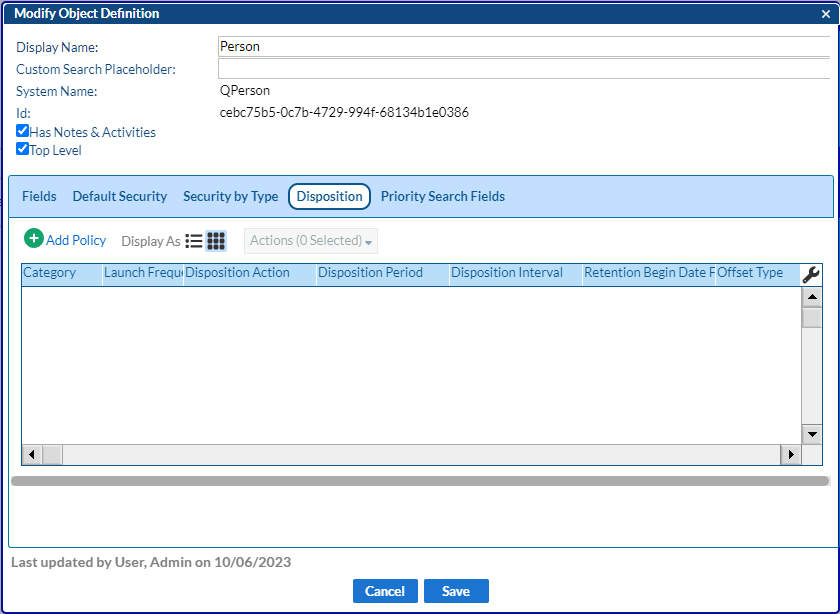 Modify Object Definition
Display Name: Person
Custom Search Placeholder:
System Name: QPerson
Id: cebc75b5-0c7b-4729-994f-68134b1e0386
Has Notes & Activities
Top Level
Fields Default Security Security by Type Disposition Priority Search Fields
Add Policy Display As Actions (0 Selected)
Category Launch Frequ Disposition Action Disposition Period Disposition Interval Retention Begin Date F Offset Type
Last updated by User, Admin on 10/06/2023
Cancel Save